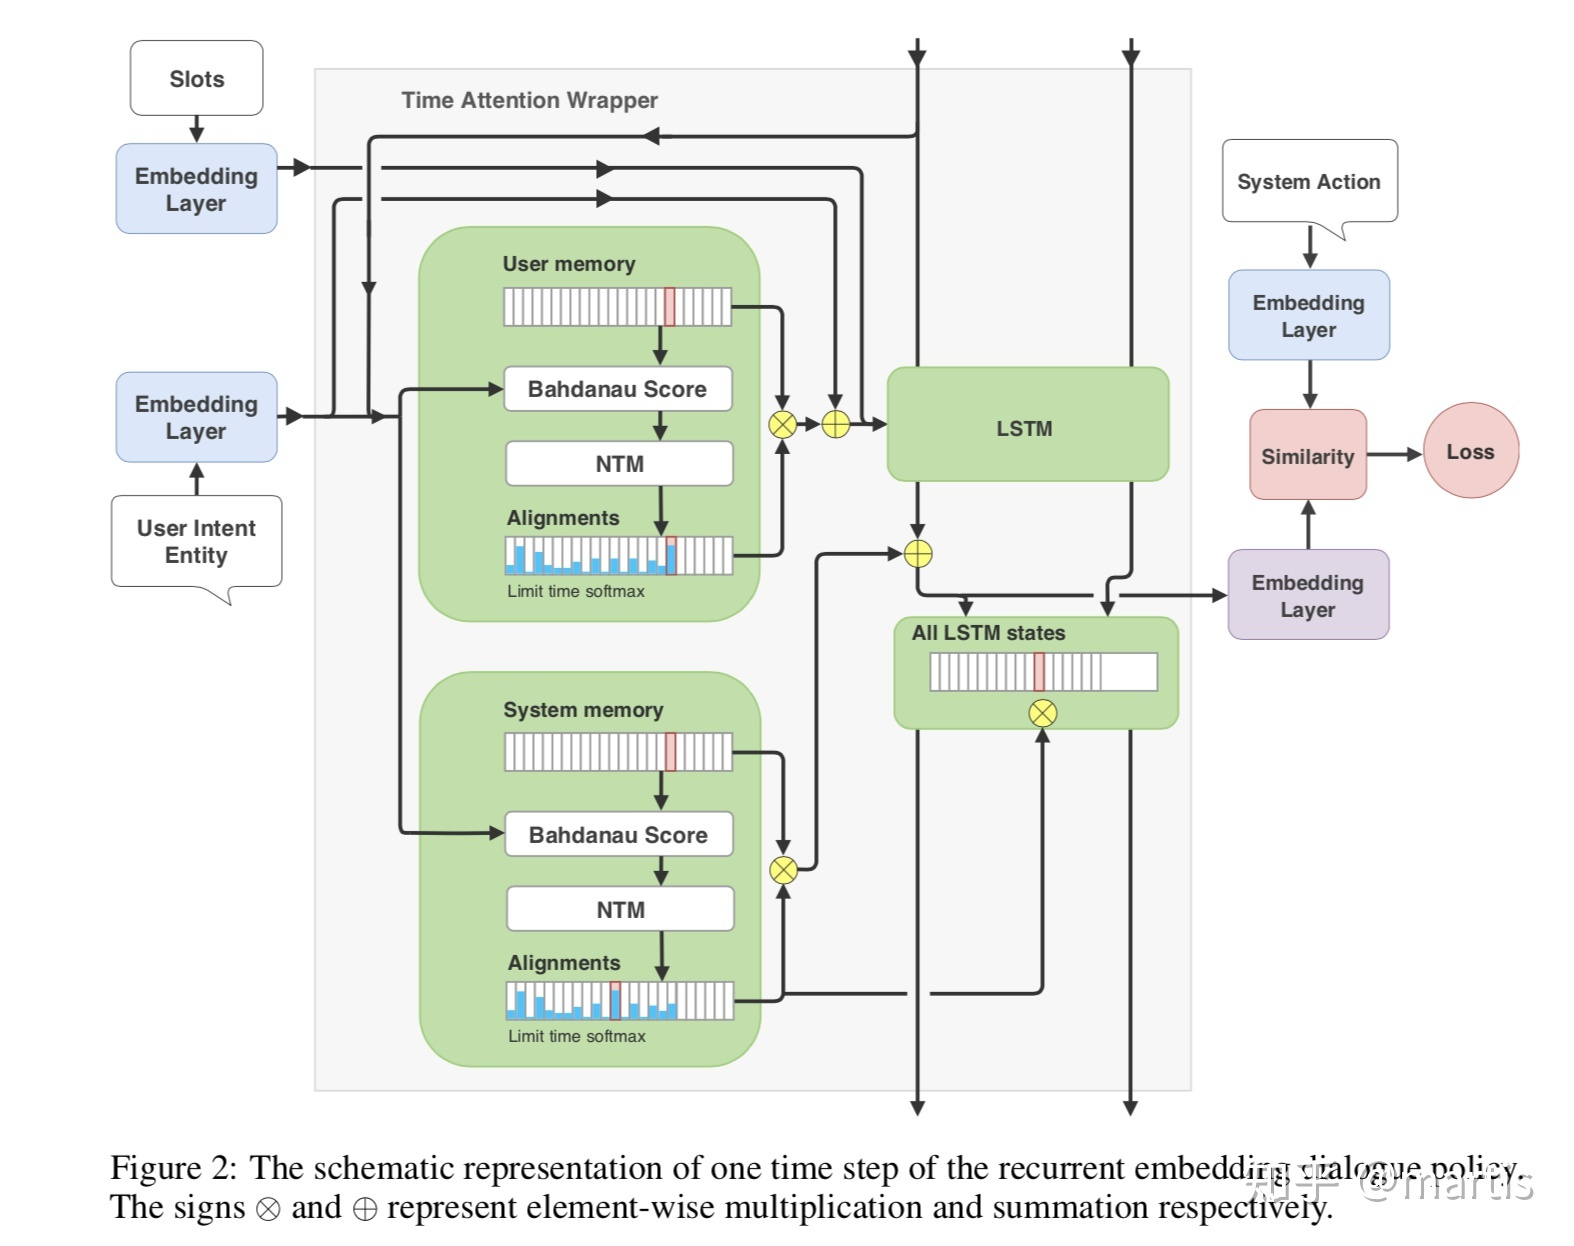 Slots
Time Attention Wrapper
Embedding
Layer
System Action
User memory
Embedding
Layer
Bahdanau Score
Embedding
Layer
LSTM
NTM
Similarity
Loss
Alignments
User Intent
Entity
Limit time softmax
Embedding
Layer
All LSTM states
System memory
Bahdanau Score
NTM
Alignments
Limit time softmax
Figure 2: The schematic representation of one time step of the recurrent embedding dialogue policy.
The signs ⊗ and ⊕ represent element-wise multiplication and summation respectively.
知乎 @martis